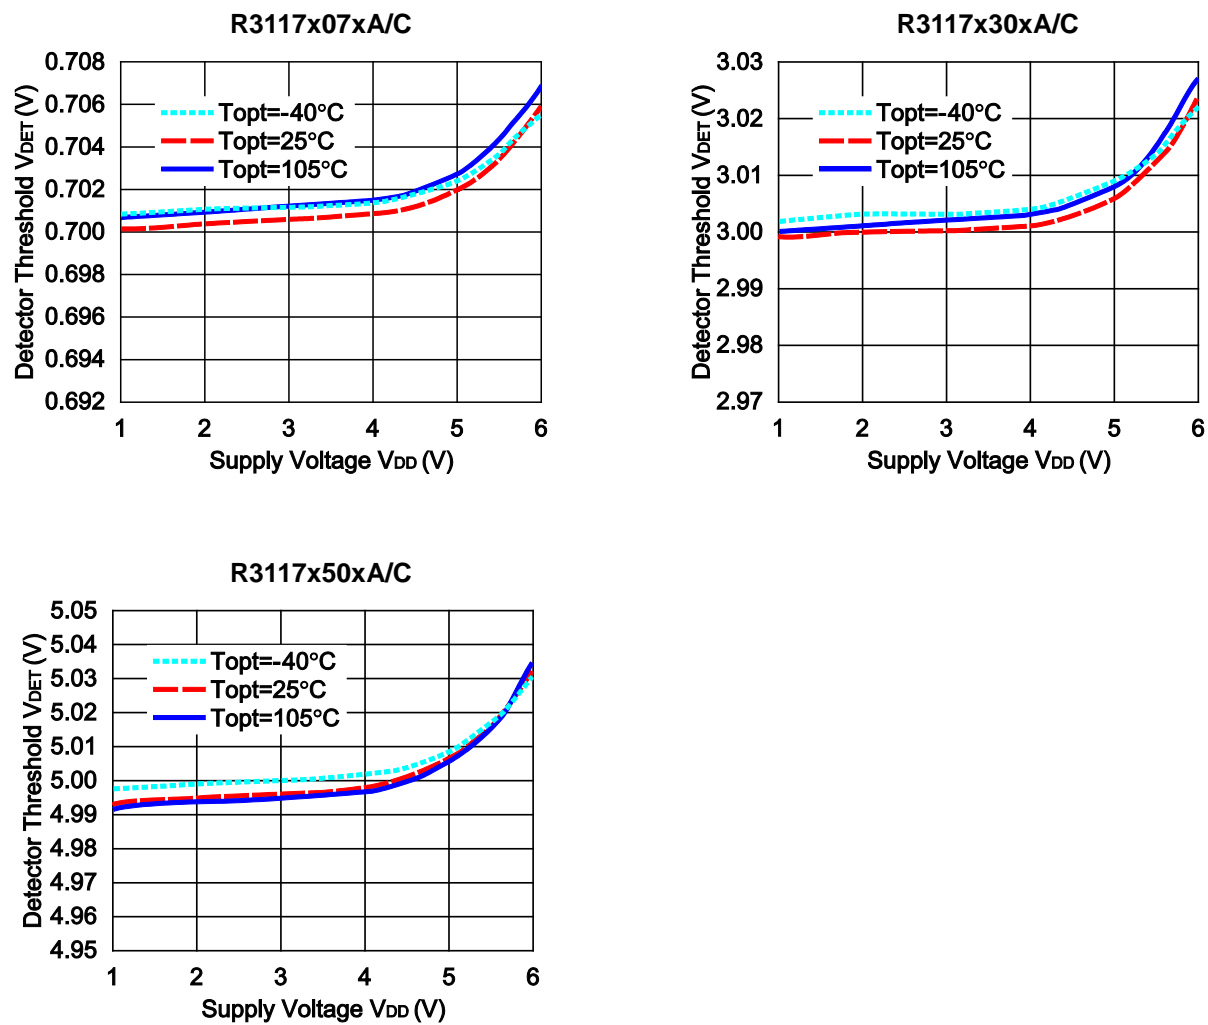 R3117x07xA/C
Detector Threshold VDET (V)
0.708
0.706
0.704
0.702
0.700
0.698
0.696
0.694
0.692
Topt=-40°C
Topt=25°C
Topt=105°C
1 2 3 4 5 6
Supply Voltage VDD (V)
R3117x30xA/C
Detector Threshold VDET (V)
3.03
3.02
3.01
3.00
2.99
2.98
2.97
Topt=-40°C
Topt=25°C
Topt=105°C
1 2 3 4 5 6
Supply Voltage VDD (V)
R3117x50xA/C
Detector Threshold VDET (V)
5.05
5.04
5.03
5.02
5.01
5.00
4.99
4.98
4.97
4.96
4.95
Topt=-40°C
Topt=25°C
Topt=105°C
1 2 3 4 5 6
Supply Voltage VDD (V)